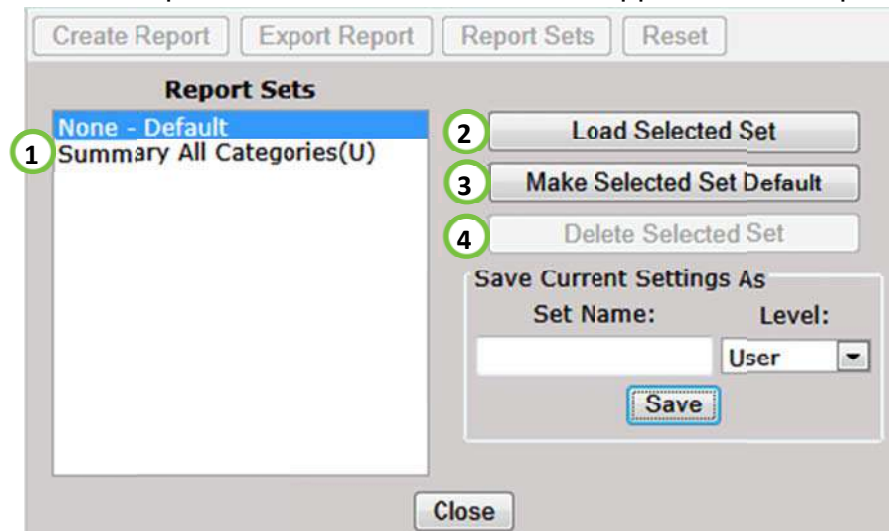 Create Report Export Report Report Sets Reset
Report Sets
None - Default
1 Summary All Categories(U)
2 Load Selected Set
3 Make Selected Set Default
4 Delete Selected Set
Save Current Settings As
Set Name: Level:
User
Save
Close